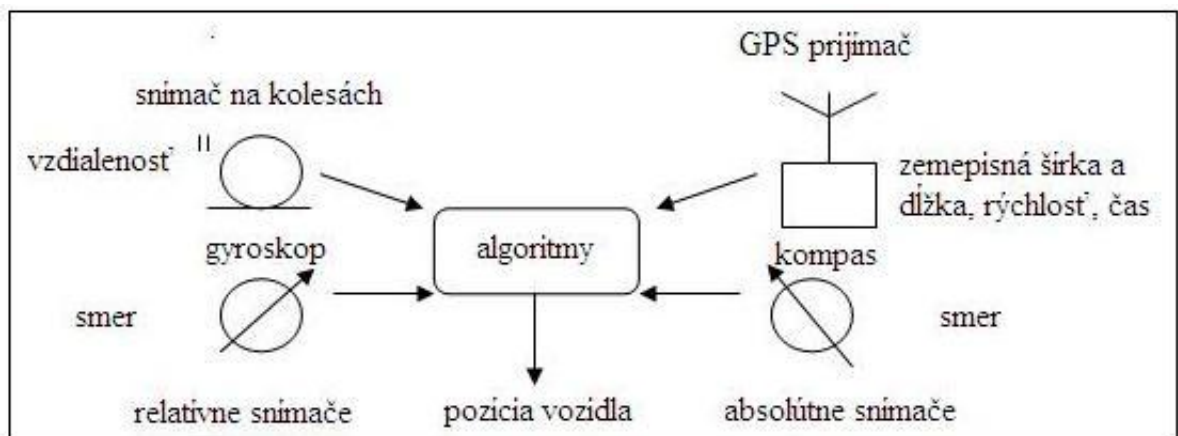 GPS prijímač
snímač na kolesách
vzdialenosť
zemepisná šírka a
dĺžka, rýchlosť, čas
gyroskop
algoritmy
kompas
smer
smer
relatívne snímače
pozícia vozidla
absolútne snímače